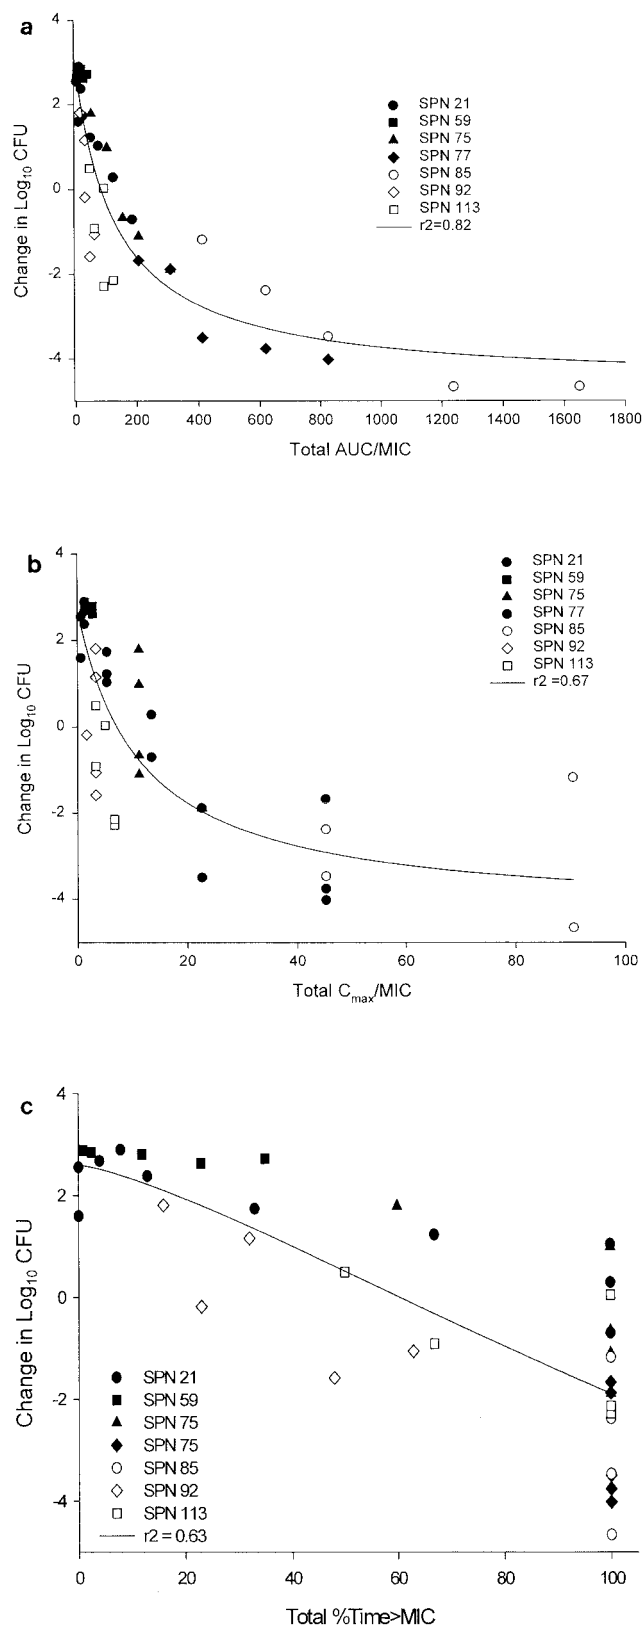 a
4
2
0
-2
-4
Change in Log10 CFU
SPN 21
SPN 59
SPN 75
SPN 77
SPN 85
SPN 92
SPN 113
r2=0.82
0 200 400 600 800 1000 1200 1400 1600 1800
Total AUC/MIC
b
4
2
0
-2
-4
Change in Log10 CFU
SPN 21
SPN 59
SPN 75
SPN 77
SPN 85
SPN 92
SPN 113
r2 =0.67
0 20 40 60 80 100
Total Cmax/MIC
c
4
2
0
-2
-4
Change in Log10 CFU
SPN 21
SPN 59
SPN 75
SPN 75
SPN 85
SPN 92
SPN 113
r2 = 0.63
0 20 40 60 80 100
Total %Time>MIC